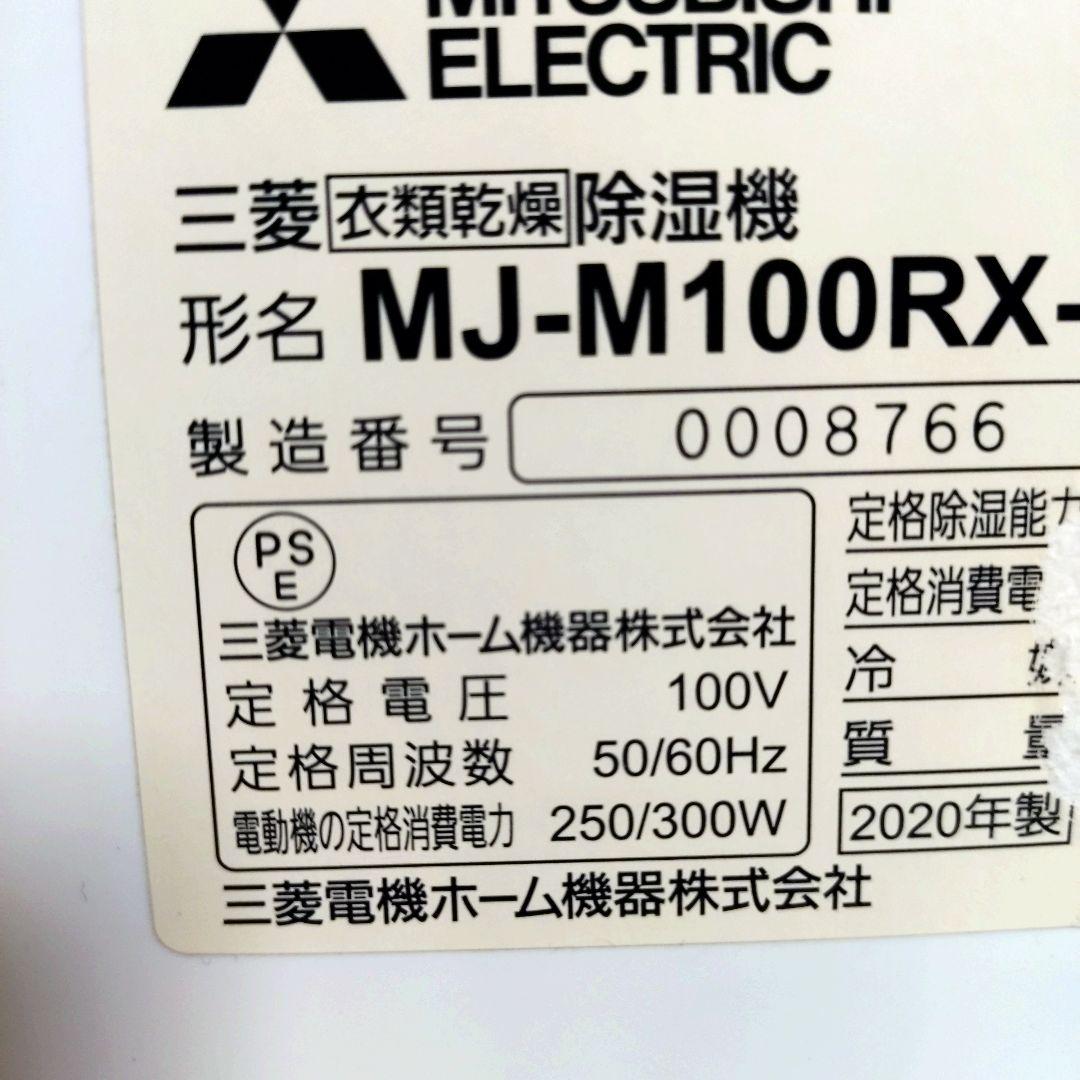 MITSUBISHI
ELECTRIC
三菱 衣類乾燥 除湿機
形名 MJ-M100RX-
製造番号 0008766
PS
E
三菱電機ホーム機器株式会社
定格電圧 100V
定格周波数 50/60Hz
電動機の定格消費電力 250/300W
定格除湿能力
定格消費電
冷
質量
2020年製
三菱電機ホーム機器株式会社